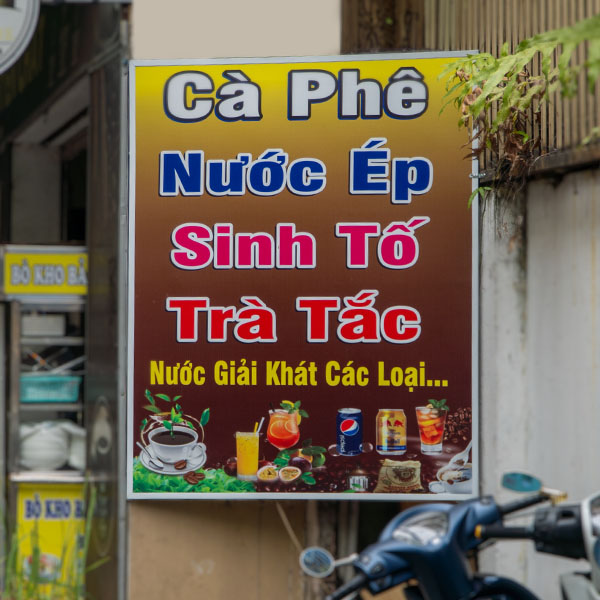 Cà Phê
Nước Ép
Sinh Tố
Trà Tắc
Nước Giải Khát Các Loại...
BÒ KHO
BÒ KHO
pepsi